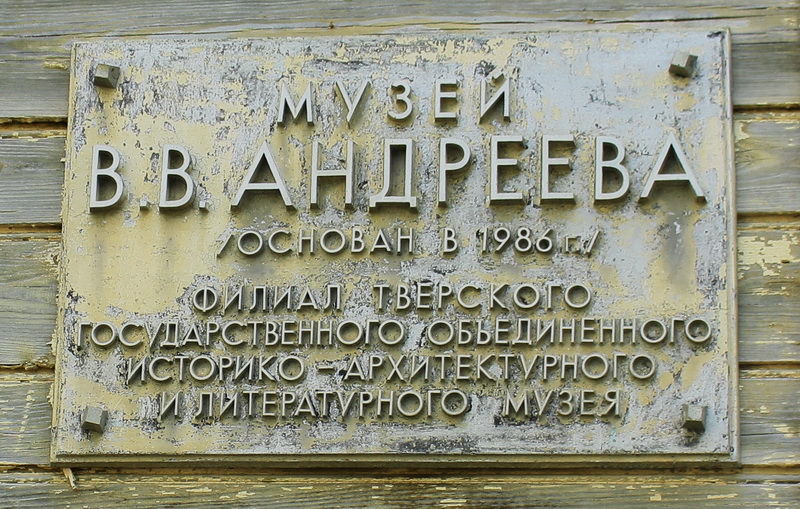 МУЗЕЙ
В.В. АНДРЕЕВА
/ОСНОВАН В 1986 г./
ФИЛИАЛ ТВЕРСКОГО
ГОСУДАРСТВЕННОГО ОБЪЕДИНЕННОГО
ИСТОРИКО – АРХИТЕКТУРНОГО
И ЛИТЕРАТУРНОГО МУЗЕЯ